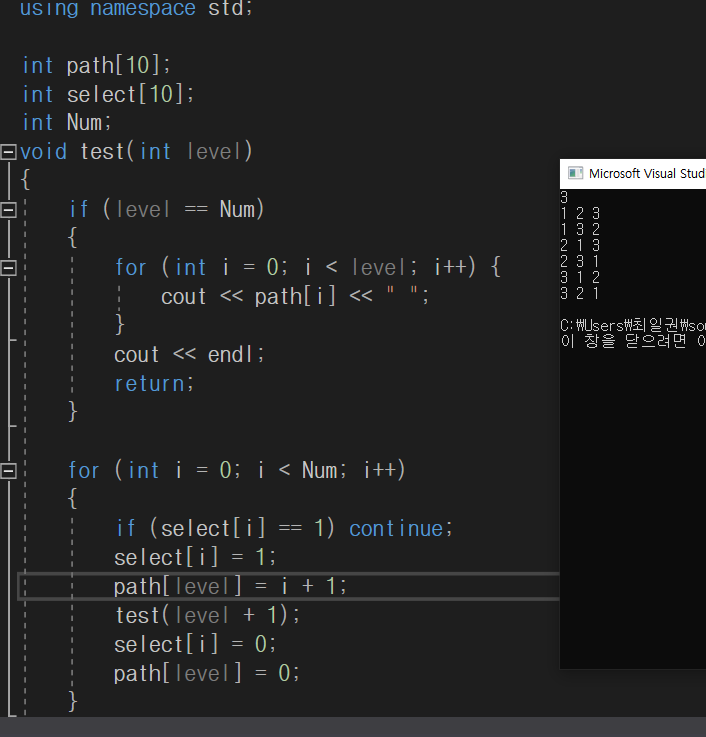 using namespace std;
int path[10];
int select[10];
int Num;
void test(int level)
{
if (level == Num)
{
for (int i = 0; i < level; i++) {
cout << path[i] << " ";
}
cout << endl;
return;
}
for (int i = 0; i < Num; i++)
{
if (select[i] == 1) continue;
select[i] = 1;
path[level] = i + 1;
test(level + 1);
select[i] = 0;
path[level] = 0;
}
Microsoft Visual Stud
3
1 2 3
1 3 2
2 1 3
2 3 1
3 1 2
3 2 1
C:₩Users₩최일권₩sou
이 창을 닫으려면